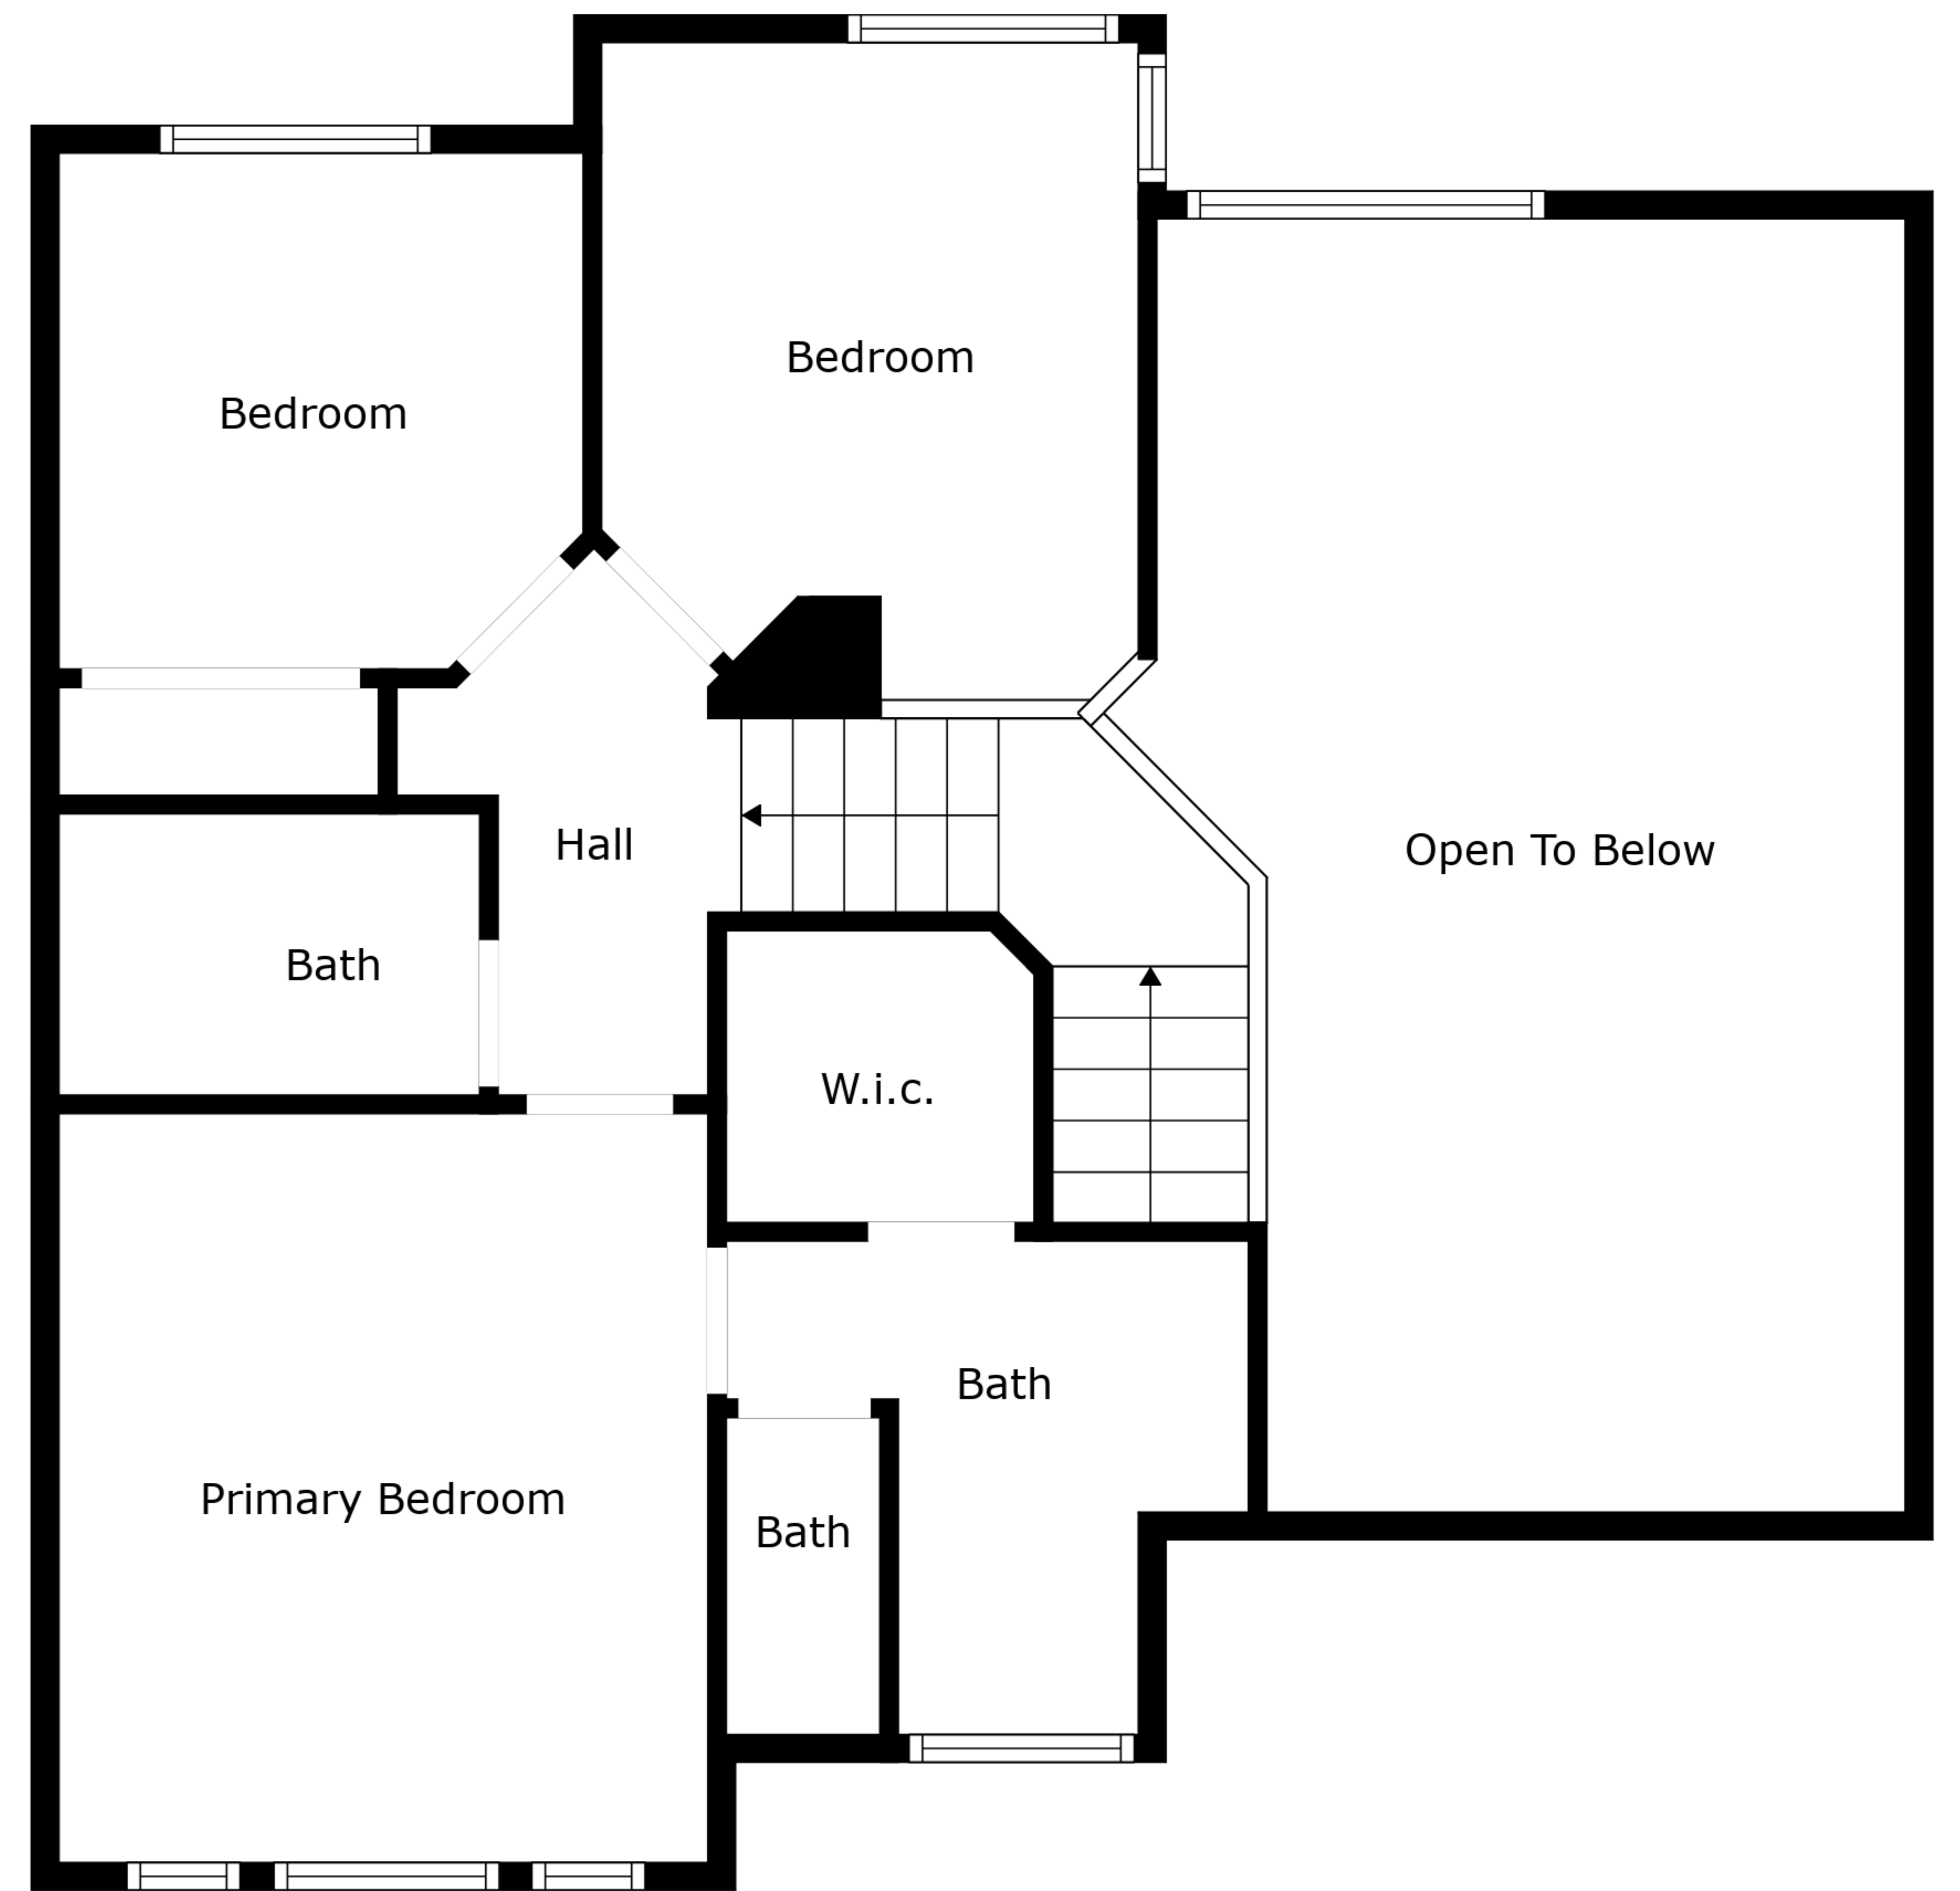 Bedroom
Bedroom
Hall
Open To Below
Bath
W.i.c.
Bath
Primary Bedroom
Bath